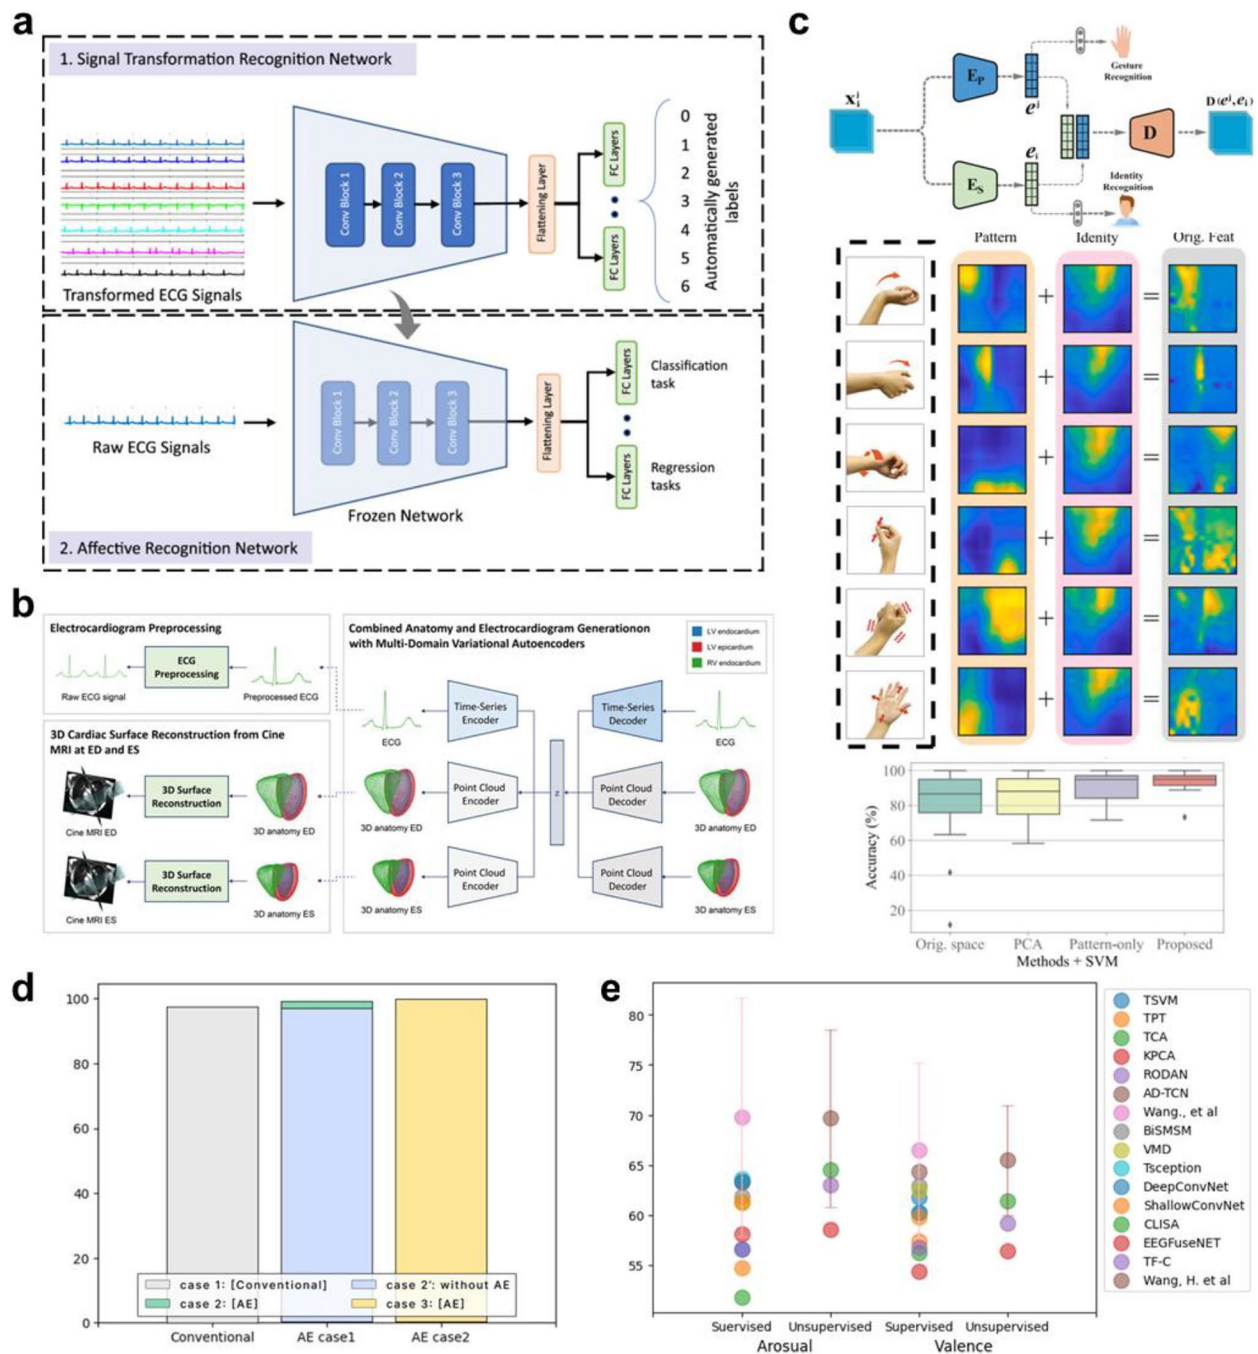 a
1. Signal Transformation Recognition Network
Transformed ECG Signals
Conv Block 1
Conv Block 2
Conv Block 3
Flattening Layer
FC Layers
FC Layers
0
1
2
3
4
5
6
Automatically generated
labels
Raw ECG Signals
Conv Block 1
Conv Block 2
Conv Block 3
Frozen Network
Flattening Layer
FC Layers
FC Layers
Classification
task
Regression
tasks
2. Affective Recognition Network
b
Electrocardiogram Preprocessing
Raw ECG signal
ECG
Preprocessing
Preprocessed ECG
3D Cardiac Surface Reconstruction from Cine
MRI at ED and ES
Cine MRI ED
3D Surface
Reconstruction
3D anatomy ED
Cine MRI ES
3D Surface
Reconstruction
3D anatomy ES
Combined Anatomy and Electrocardiogram Generationon
with Multi-Domain Variational Autoencoders
LV endocardium
LV epicardium
RV endocardium
ECG
Time-Series
Encoder
Time-Series
Decoder
ECG
3D anatomy ED
Point Cloud
Encoder
z
Point Cloud
Decoder
3D anatomy ED
3D anatomy ES
Point Cloud
Encoder
Point Cloud
Decoder
3D anatomy ES
c
x_i^j
E_P
e^j
Gesture
Recognition
E_S
e_i
Identity
Recognition
D
D(e^j, e_i)
Pattern
Idenity
Orig. Feat
+ =
+ =
+ =
+ =
+ =
+ =
Accuracy (%)
100
80
60
40
20
Orig. space
PCA
Pattern-only
Proposed
Methods + SVM
d
100
80
60
40
20
0
case 1: [Conventional]
case 2: [AE]
case 2': without AE
case 3: [AE]
Conventional
AE case1
AE case2
e
80
75
70
65
60
55
Suervised
Unsupervised
Supervised
Unsupervised
Arosual
Valence
TSVM
TPT
TCA
KPCA
RODAN
AD-TCN
Wang., et al
BiSMSM
VMD
Tsception
DeepConvNet
ShallowConvNet
CLISA
EEGFuseNET
TF-C
Wang, H. et al